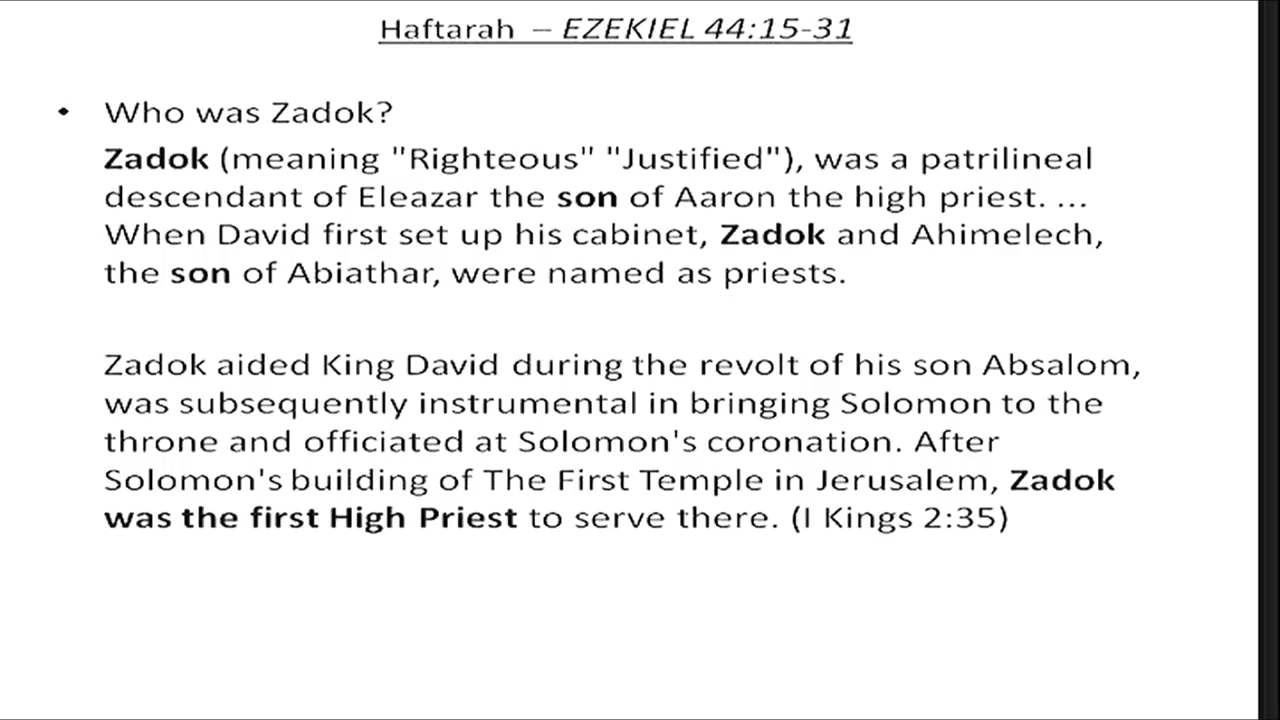 Haftarah – EZEKIEL 44:15-31
• Who was Zadok?
Zadok (meaning "Righteous" "Justified"), was a patrilineal
descendant of Eleazar the son of Aaron the high priest. ...
When David first set up his cabinet, Zadok and Ahimelech,
the son of Abiathar, were named as priests.
Zadok aided King David during the revolt of his son Absalom,
was subsequently instrumental in bringing Solomon to the
throne and officiated at Solomon's coronation. After
Solomon's building of The First Temple in Jerusalem, Zadok
was the first High Priest to serve there. (I Kings 2:35)